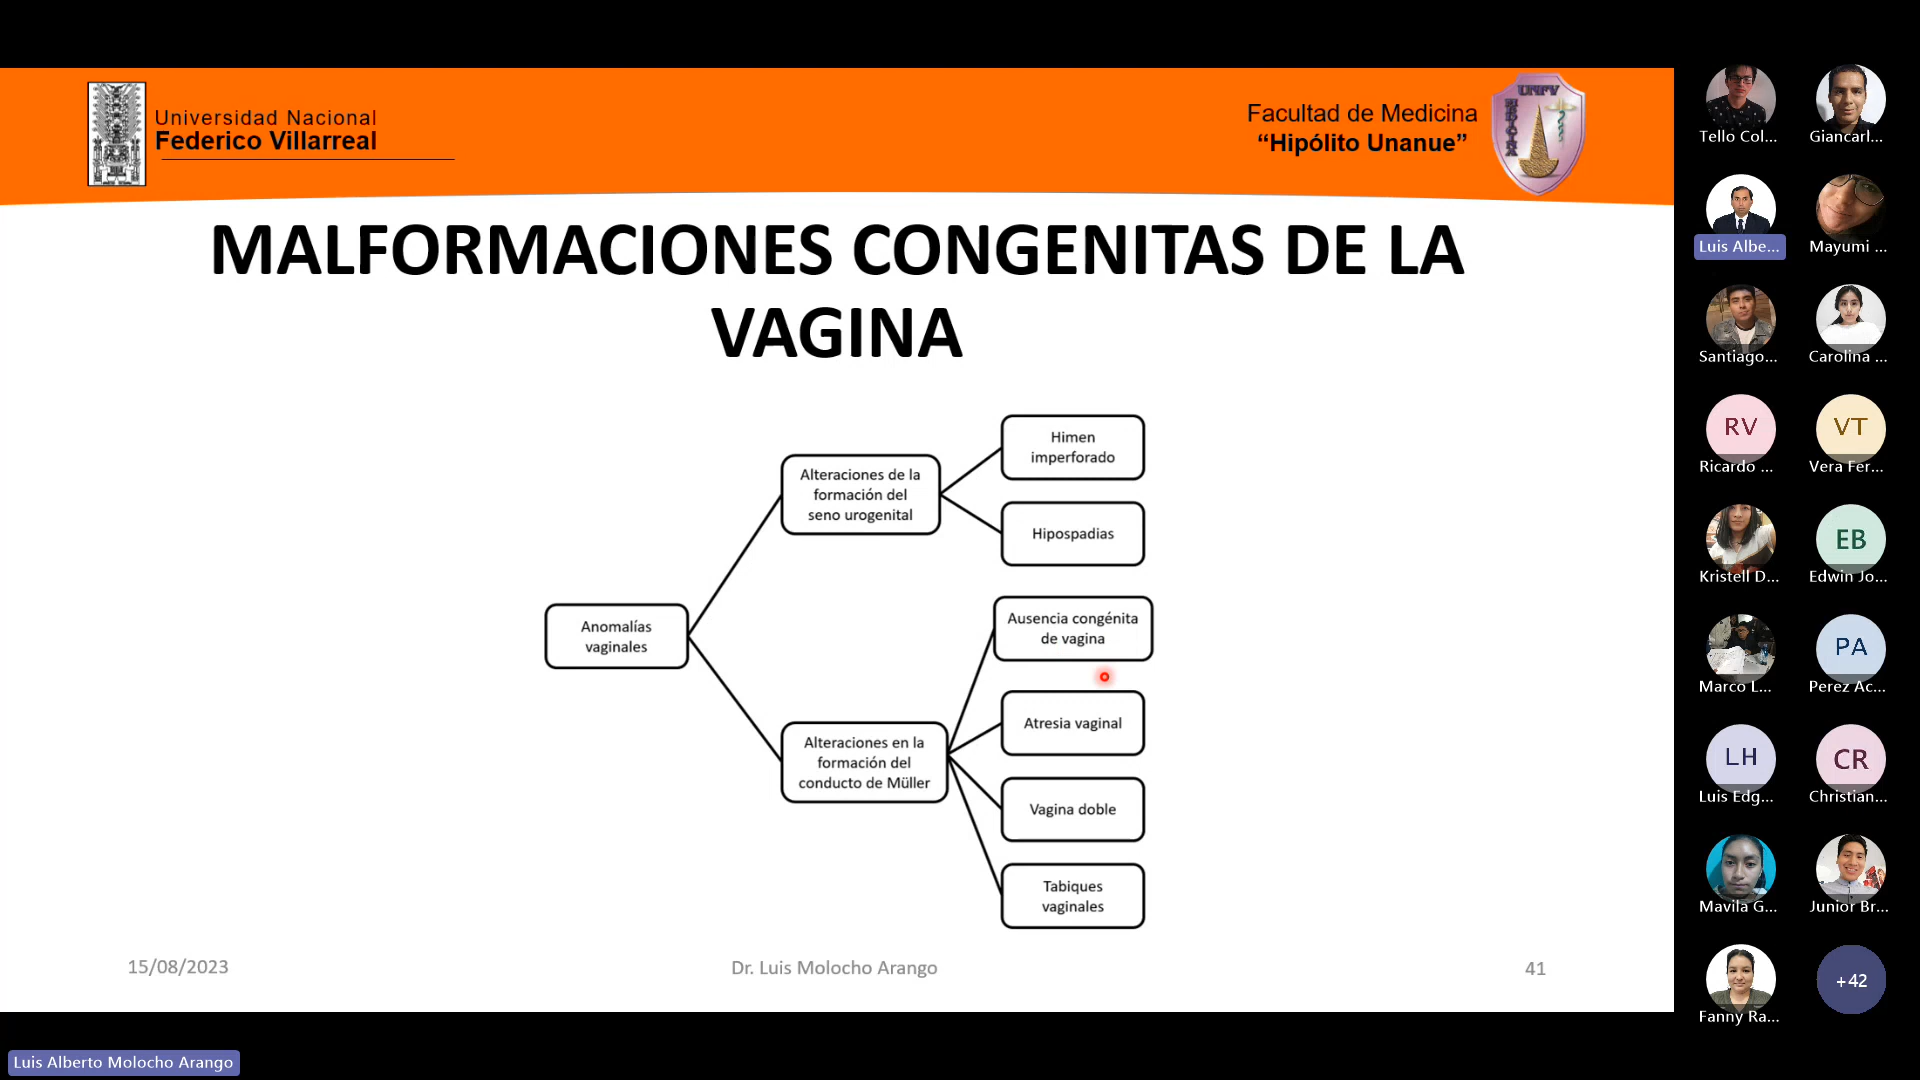 Universidad Nacional
Federico Villarreal
Facultad de Medicina
“Hipólito Unanue”
UNFV
MALFORMACIONES CONGENITAS DE LA
VAGINA
Anomalías
vaginales
Alteraciones de la
formación del
seno urogenital
Himen
imperforado
Hipospadias
Alteraciones en la
formación del
conducto de Müller
Ausencia congénita
de vagina
Atresia vaginal
Vagina doble
Tabiques
vaginales
15/08/2023
Dr. Luis Molocho Arango
41
Tello Col...
Giancarl...
Luis Albe...
Mayumi ...
Santiago...
Carolina ...
RV
Ricardo ...
VT
Vera Fer...
Kristell D...
EB
Edwin Jo...
Marco L...
PA
Perez Ac...
LH
Luis Edg...
CR
Christian...
Mavila G...
Junior Br...
Fanny Ra...
+42
Luis Alberto Molocho Arango